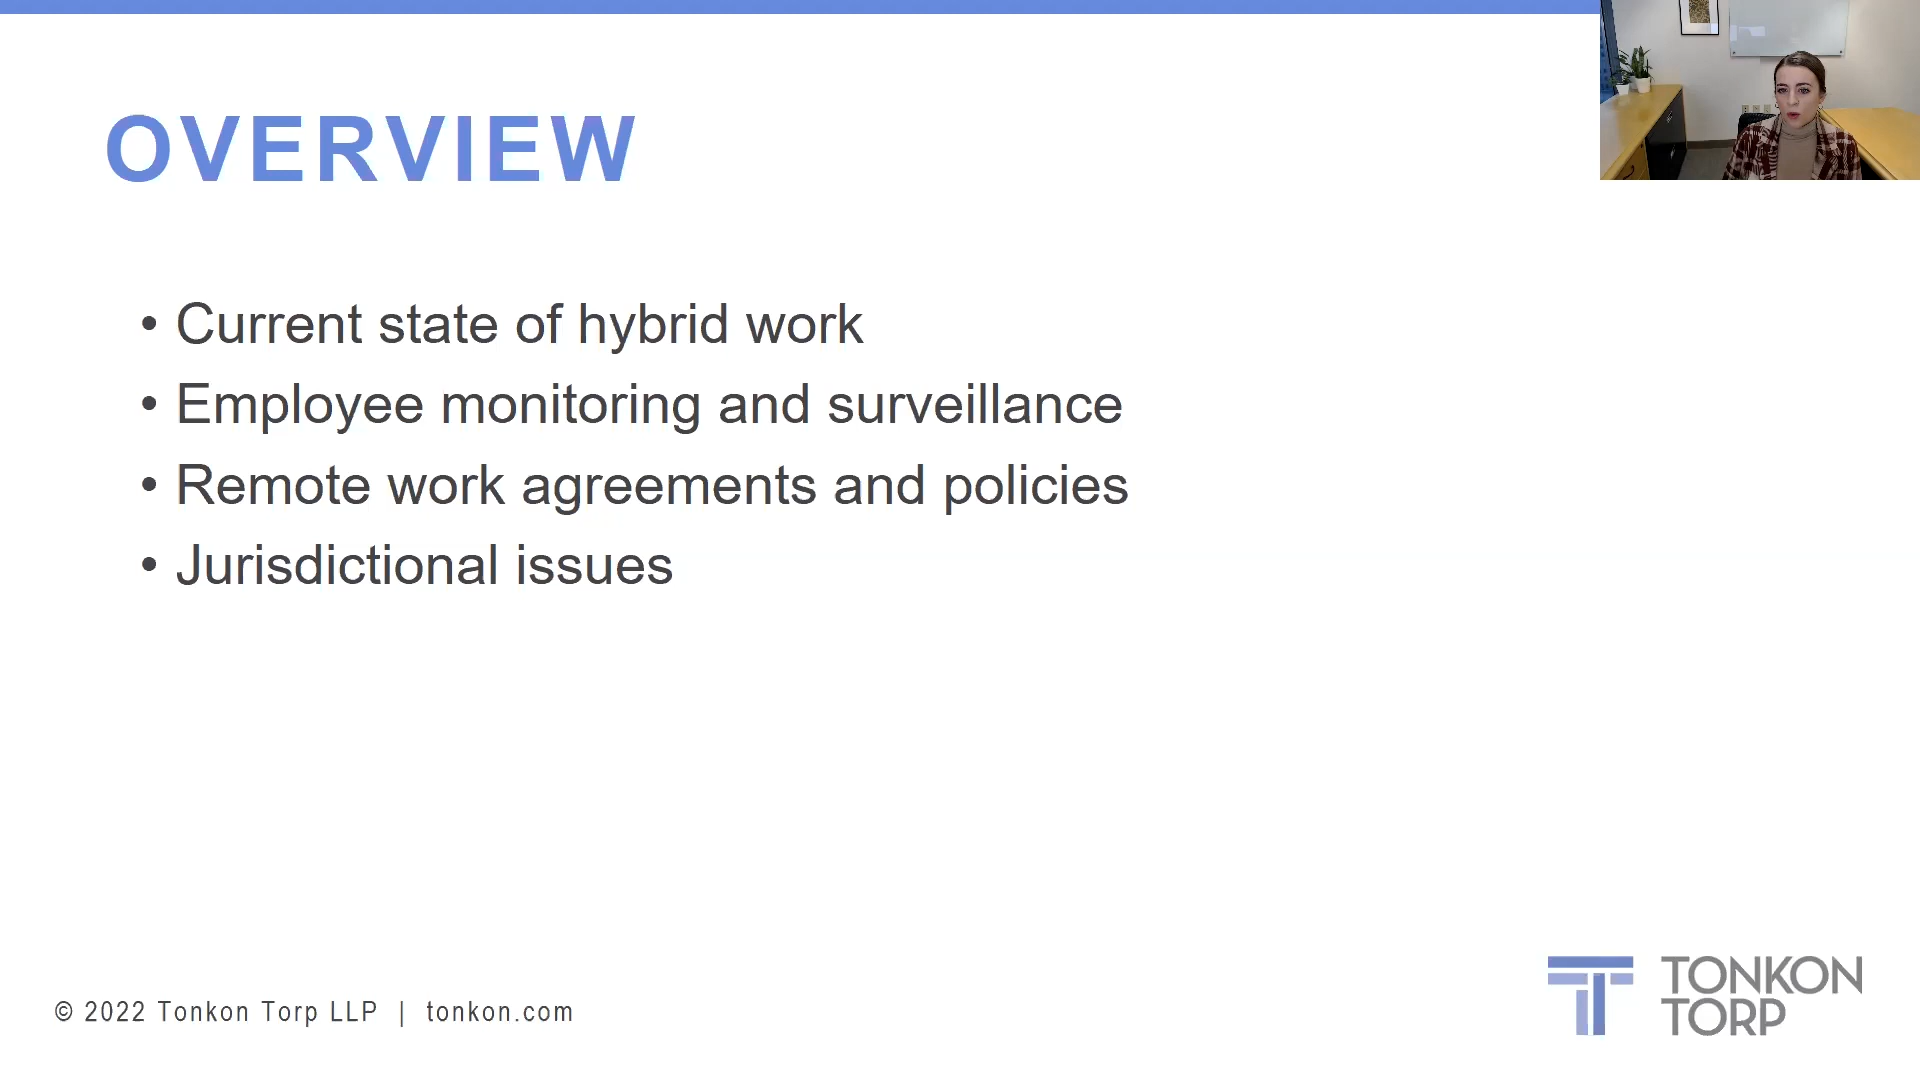 OVERVIEW
• Current state of hybrid work
• Employee monitoring and surveillance
• Remote work agreements and policies
• Jurisdictional issues
© 2022 Tonkon Torp LLP | tonkon.com
TONKON
TORP